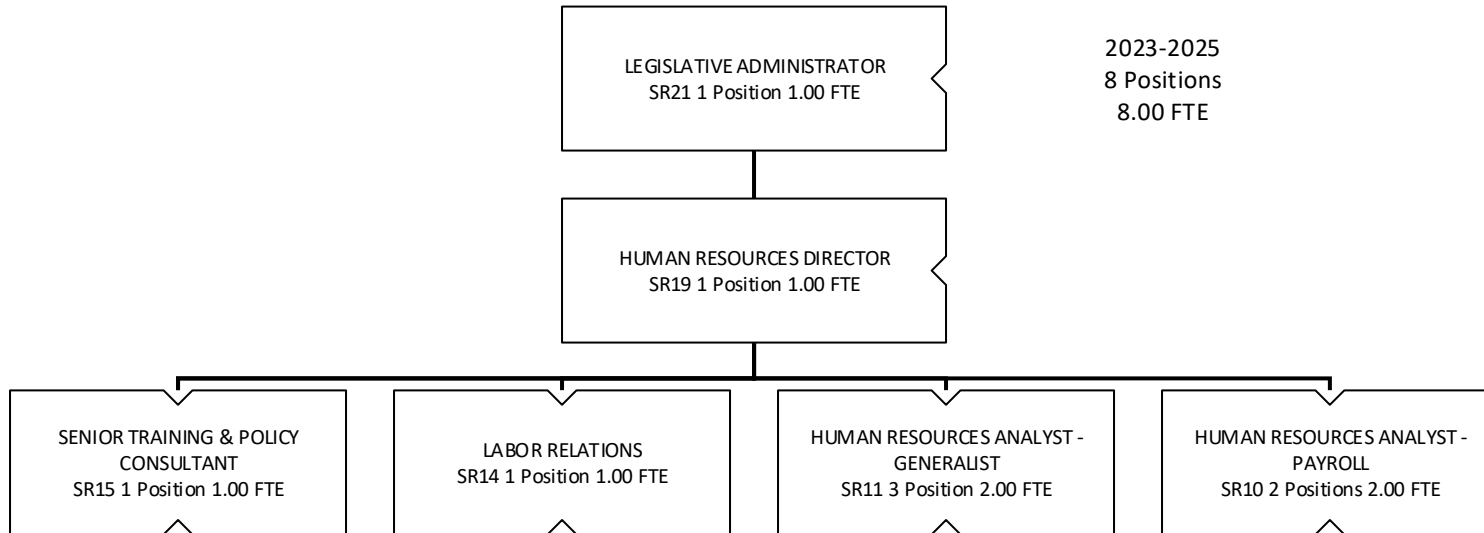 LEGISLATIVE ADMINISTRATOR
SR21 1 Position 1.00 FTE
2023-2025
8 Positions
8.00 FTE
HUMAN RESOURCES DIRECTOR
SR19 1 Position 1.00 FTE
SENIOR TRAINING & POLICY
CONSULTANT
SR15 1 Position 1.00 FTE
LABOR RELATIONS
SR14 1 Position 1.00 FTE
HUMAN RESOURCES ANALYST -
GENERALIST
SR11 3 Position 2.00 FTE
HUMAN RESOURCES ANALYST -
PAYROLL
SR10 2 Positions 2.00 FTE